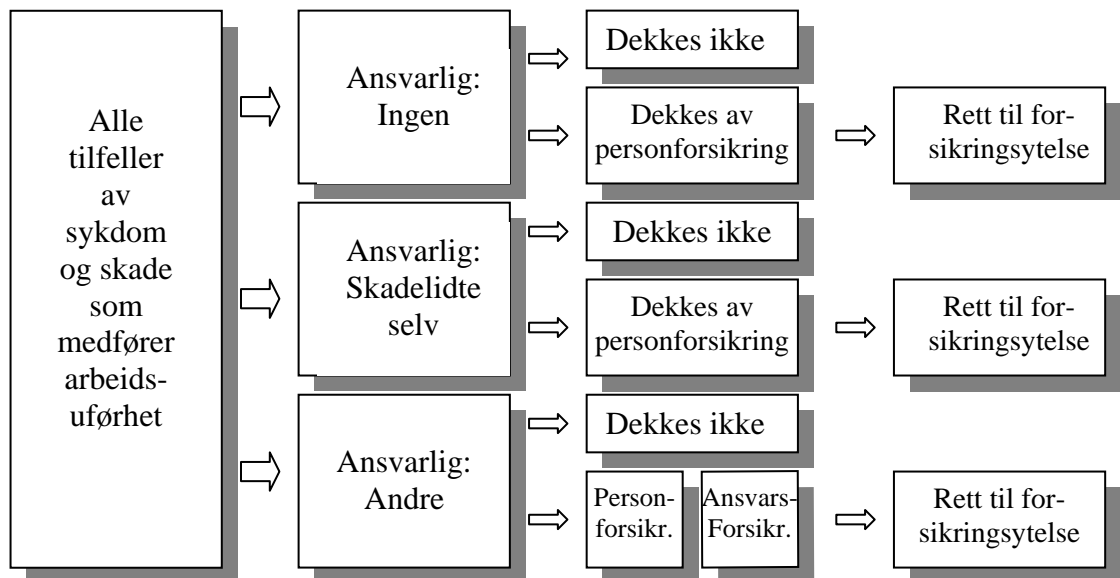 Alle
tilfeller
av
sykdom
og skade
som
medfører
arbeids-
uførhet
Ansvarlig:
Ingen
Dekkes ikke
Dekkes av
personforsikring
Rett til for-
sikringsytelse
Ansvarlig:
Skadelidte
selv
Dekkes ikke
Dekkes av
personforsikring
Rett til for-
sikringsytelse
Ansvarlig:
Andre
Dekkes ikke
Person-
forsikr.
Ansvars-
Forsikr.
Rett til for-
sikringsytelse